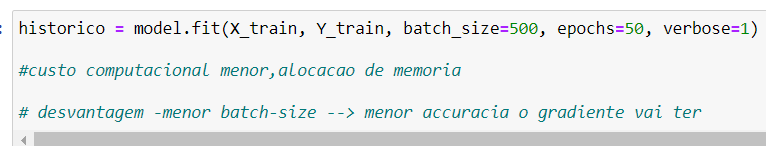 : historico = model.fit(X_train, Y_train, batch_size=500, epochs=50, verbose=1)
#custo computacional menor,alocacao de memoria
# desvantagem -menor batch-size --> menor accuracia o gradiente vai ter